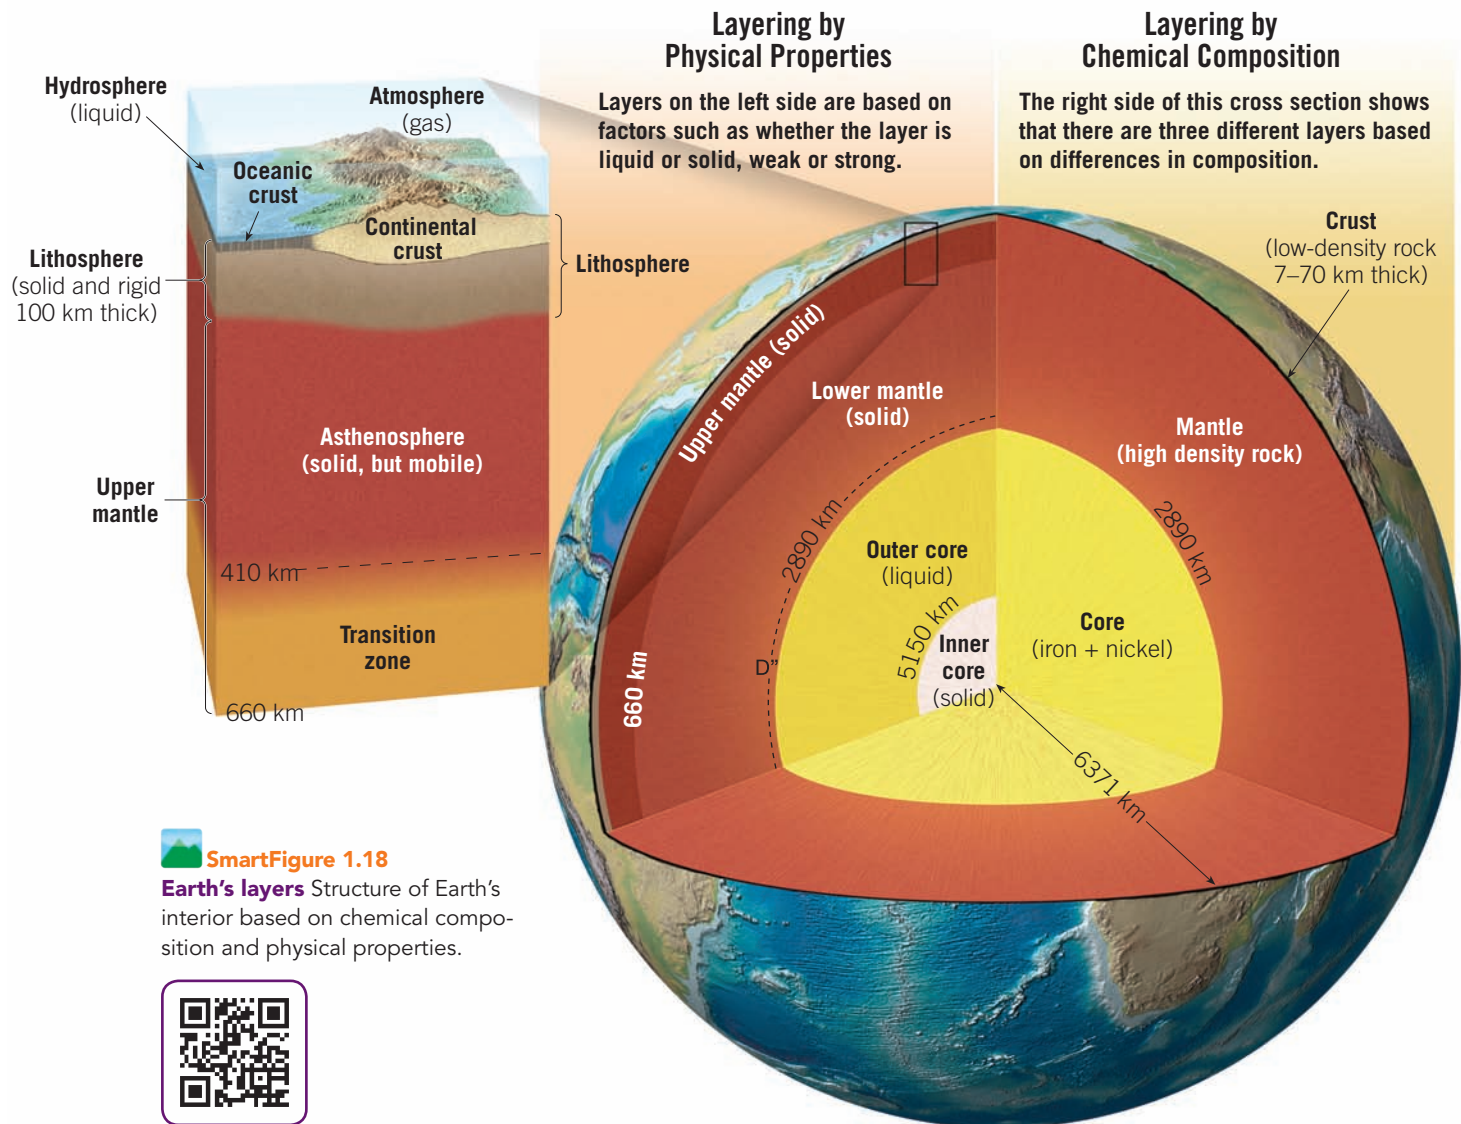 Layering by
Physical Properties
Layers on the left side are based on
factors such as whether the layer is
liquid or solid, weak or strong.
Layering by
Chemical Composition
The right side of this cross section shows
that there are three different layers based
on differences in composition.
Hydrosphere
(liquid)
Atmosphere
(gas)
Oceanic
crust
Continental
crust
Lithosphere
(solid and rigid
100 km thick)
Lithosphere
Asthenosphere
(solid, but mobile)
Upper
mantle
410 km
Transition
zone
660 km
Crust
(low-density rock
7–70 km thick)
Upper mantle (solid)
Lower mantle
(solid)
Mantle
(high density rock)
2890 km
2890 km
Outer core
(liquid)
5150 km
Inner
core
(solid)
Core
(iron + nickel)
D”
660 km
6371 km
SmartFigure 1.18
Earth’s layers Structure of Earth’s
interior based on chemical compo-
sition and physical properties.